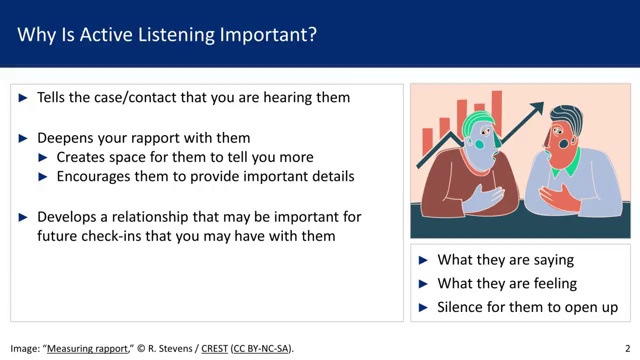 Why Is Active Listening Important?
► Tells the case/contact that you are hearing them
► Deepens your rapport with them
► Creates space for them to tell you more
► Encourages them to provide important details
► Develops a relationship that may be important for
future check-ins that you may have with them
► What they are saying
► What they are feeling
► Silence for them to open up
Image: “Measuring rapport,” © R. Stevens / CREST (CC BY-NC-SA).
2